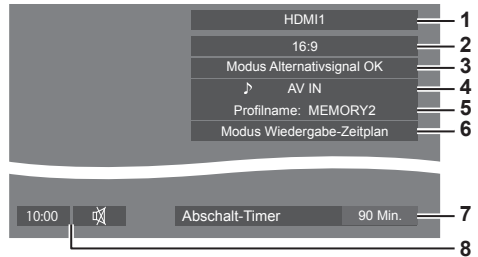 HDMI1 1
16:9 2
Modus Alternativsignal OK 3
♪ AV IN 4
Profilname: MEMORY2 5
Modus Wiedergabe-Zeitplan 6
10:00 Abschalt-Timer 90 Min. 7
8